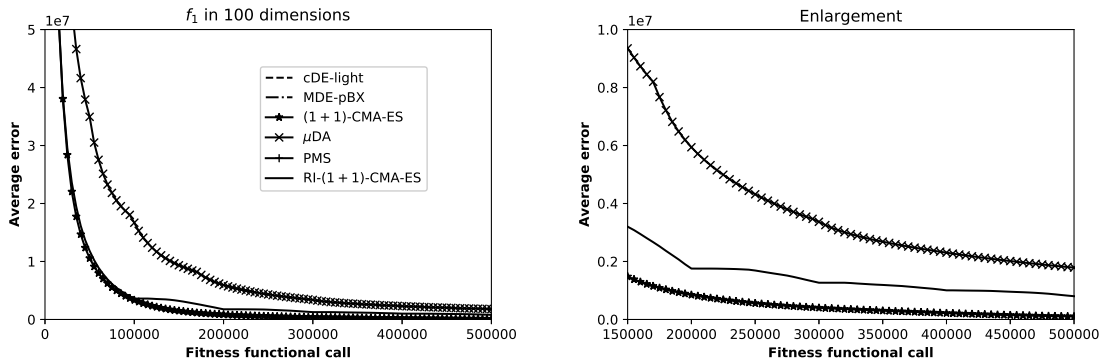 f₁ in 100 dimensions
1e7
5
4
3
2
1
0
Average error
cDE-light
MDE-pBX
(1 + 1)-CMA-ES
μDA
PMS
RI-(1 + 1)-CMA-ES
0 100000 200000 300000 400000 500000
Fitness functional call
Enlargement
1e7
1.0
0.8
0.6
0.4
0.2
0.0
Average error
150000 200000 250000 300000 350000 400000 450000 500000
Fitness functional call